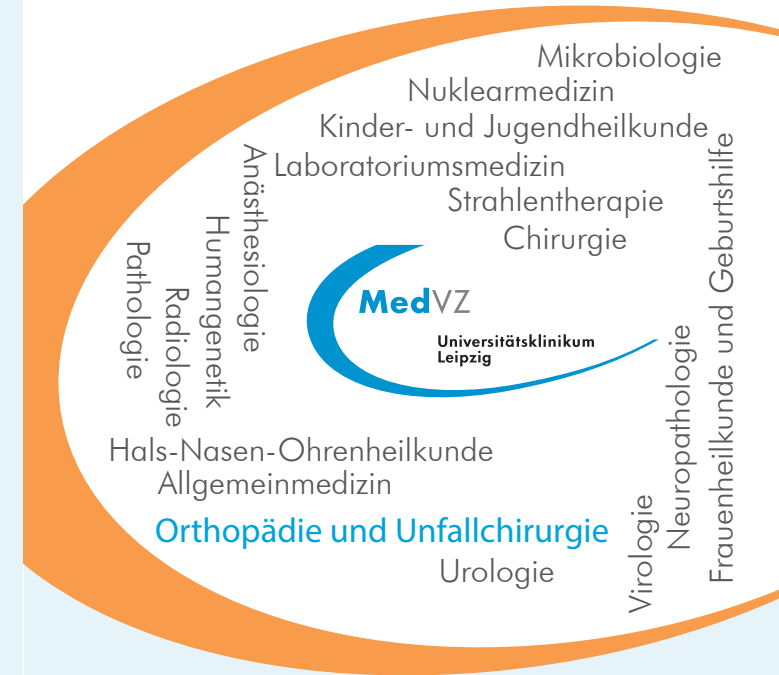 Mikrobiologie
Nuklearmedizin
Kinder- und Jugendheilkunde
Laboratoriumsmedizin
Strahlentherapie
Chirurgie
Anästhesiologie
Humangenetik
Radiologie
Pathologie
MedVZ
Universitätsklinikum
Leipzig
Frauenheilkunde und Geburtshilfe
Neuropathologie
Virologie
Hals-Nasen-Ohrenheilkunde
Allgemeinmedizin
Orthopädie und Unfallchirurgie
Urologie